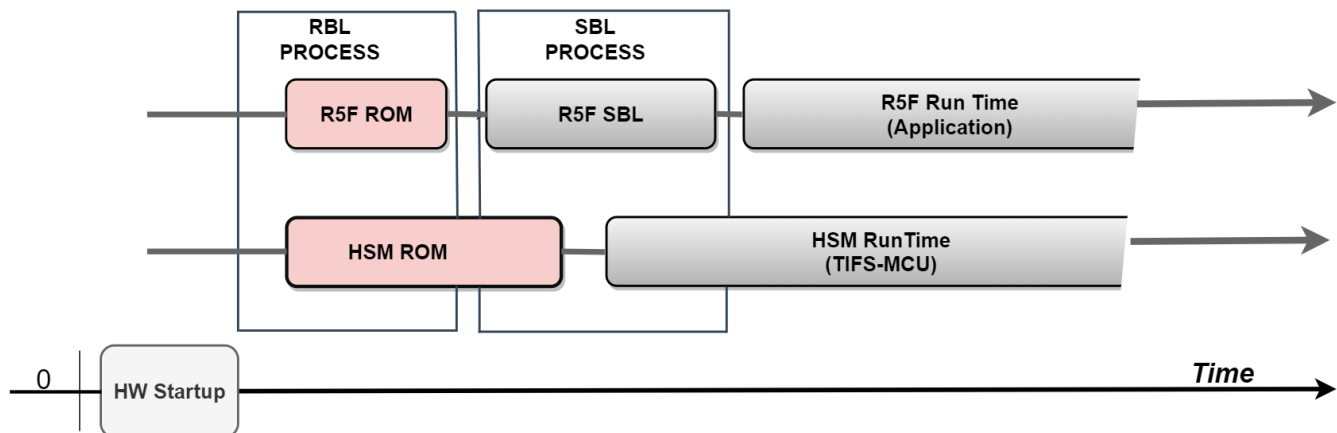 RBL
PROCESS
SBL
PROCESS
R5F ROM
R5F SBL
R5F Run Time
(Application)
HSM ROM
HSM RunTime
(TIFS-MCU)
0
HW Startup
Time